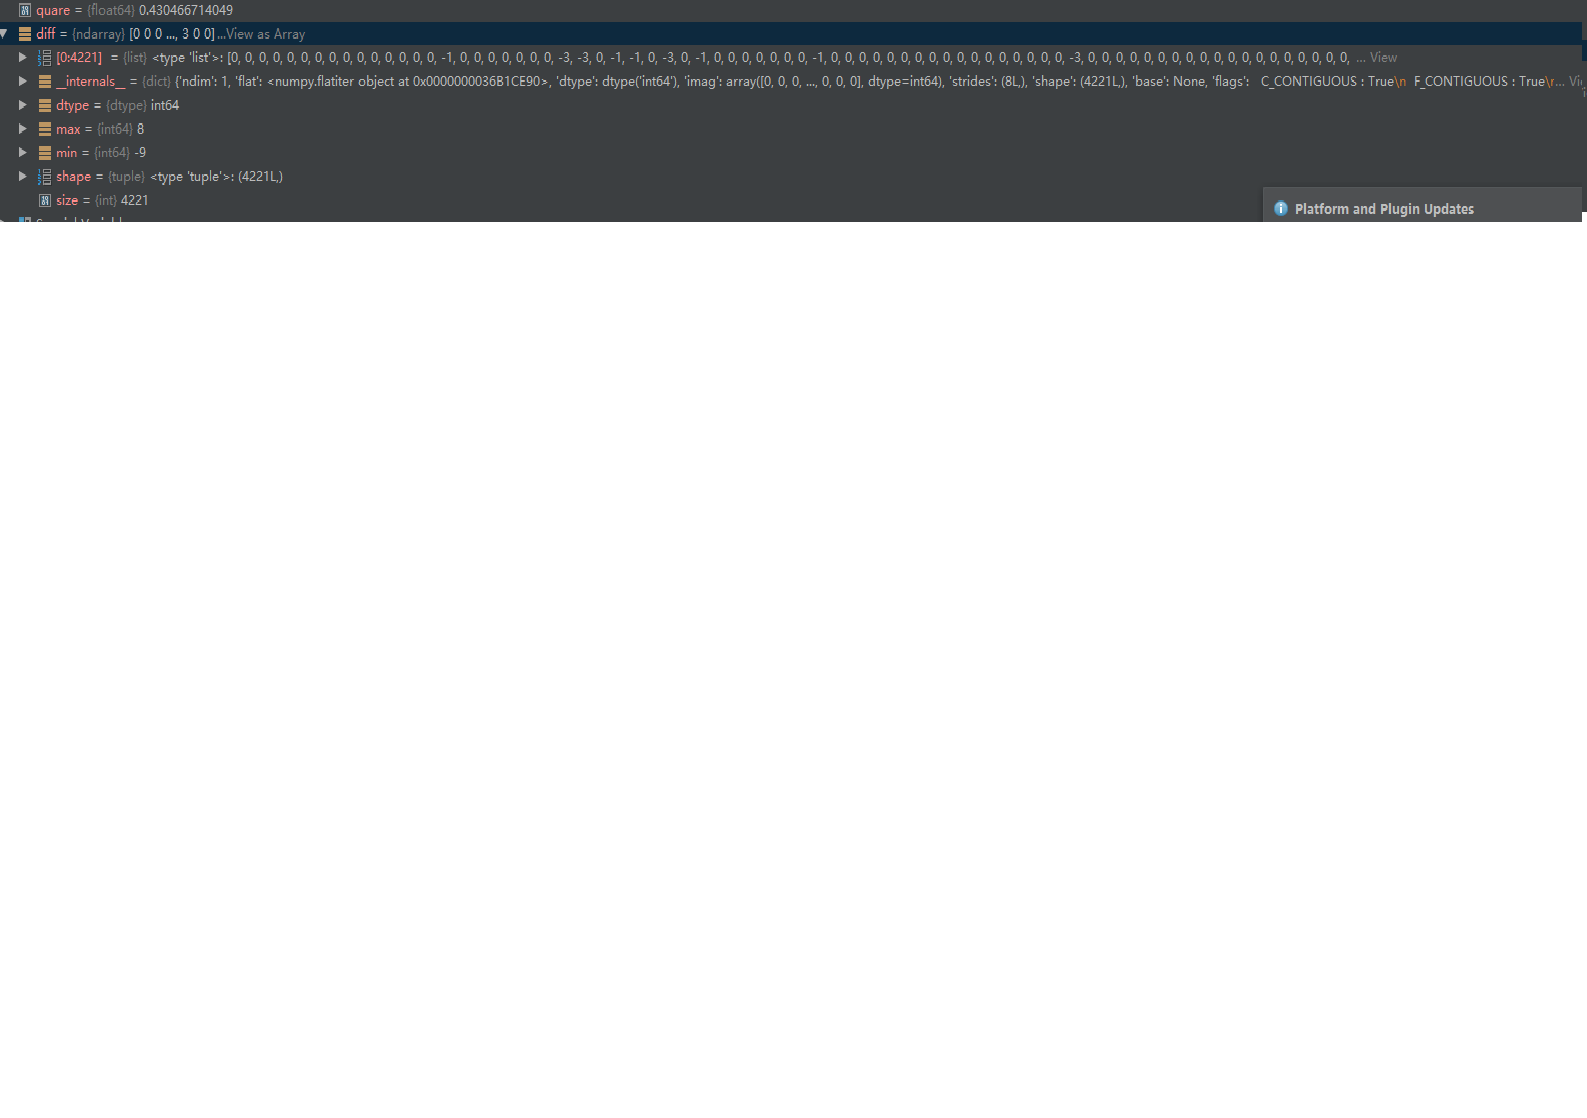 quare = {float64} 0.430466714049
diff = {ndarray} [0 0 0 ..., 3 0 0]...View as Array
[0:4221] = {list} <type 'list'>: [0, 0, 0, 0, 0, 0, 0, 0, 0, 0, 0, 0, 0, 0, 0, -1, 0, 0, 0, 0, 0, 0, 0, -3, -3, 0, -1, -1, 0, -3, 0, -1, 0, 0, 0, 0, 0, 0, 0, -1, 0, 0, 0, 0, 0, 0, 0, 0, 0, 0, 0, 0, 0, 0, 0, 0, 0, -3, 0, 0, 0, 0, 0, 0, 0, 0, 0, 0, 0, 0, 0, 0, 0, 0, 0, 0, ... View
__internals__ = {dict} {'ndim': 1, 'flat': <numpy.flatiter object at 0x0000000036B1CE90>, 'dtype': dtype('int64'), 'imag': array([0, 0, 0, ..., 0, 0, 0], dtype=int64), 'strides': (8L,), 'shape': (4221L,), 'base': None, 'flags': C_CONTIGUOUS : True\n F_CONTIGUOUS : True\r... Vi
dtype = {dtype} int64
max = {int64} 8
min = {int64} -9
shape = {tuple} <type 'tuple'>: (4221L,)
size = {int} 4221
Platform and Plugin Updates